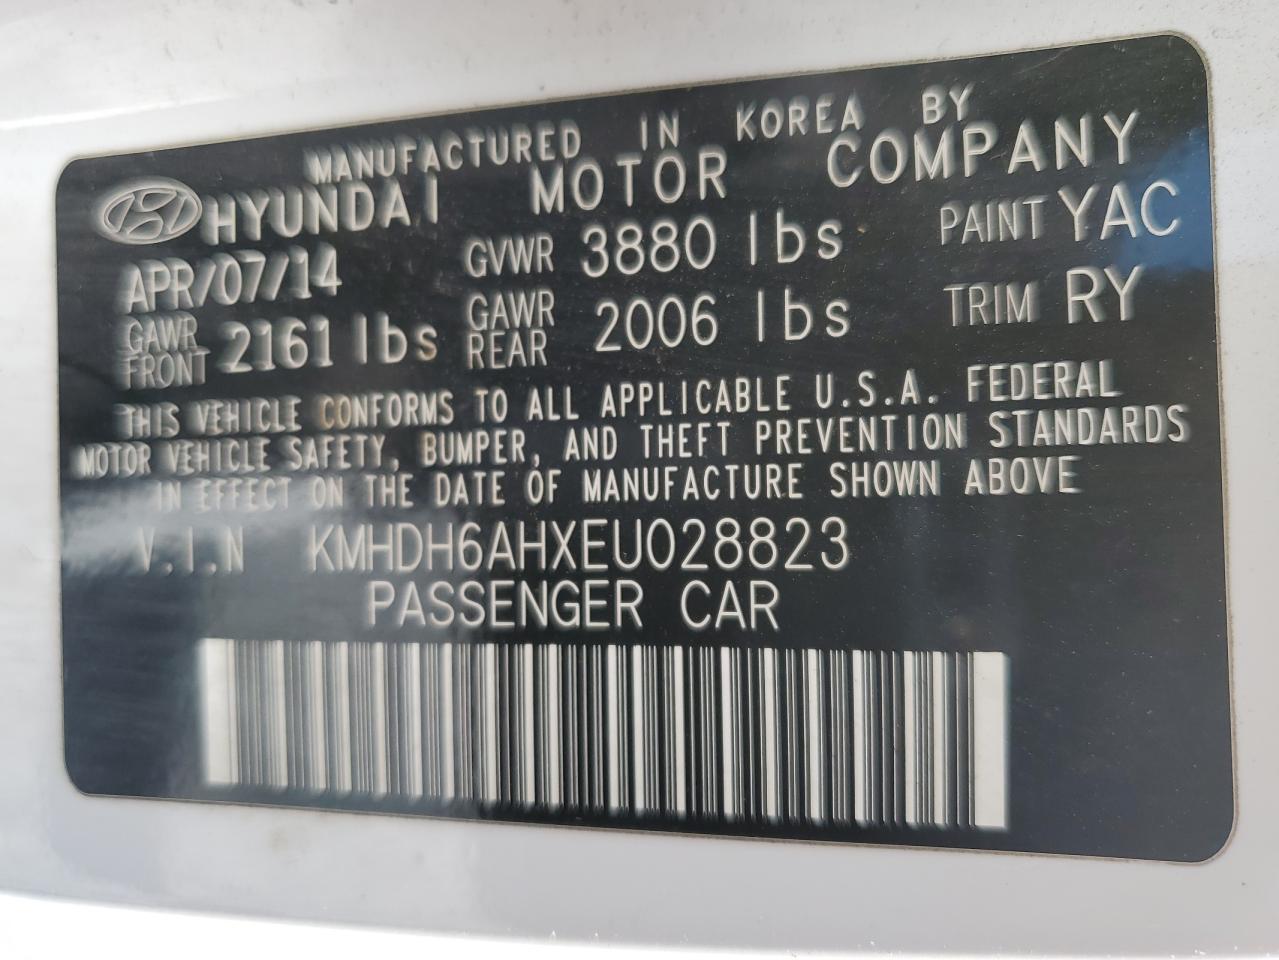 MANUFACTURED IN KOREA BY
HYUNDAI MOTOR COMPANY
APR/07/14 GVWR 3880 lbs PAINT YAC
GAWR FRONT 2161 lbs GAWR REAR 2006 lbs TRIM RY
THIS VEHICLE CONFORMS TO ALL APPLICABLE U.S.A. FEDERAL
MOTOR VEHICLE SAFETY, BUMPER, AND THEFT PREVENTION STANDARDS
IN EFFECT ON THE DATE OF MANUFACTURE SHOWN ABOVE
V.I.N KMHDH6AHXEU028823
PASSENGER CAR